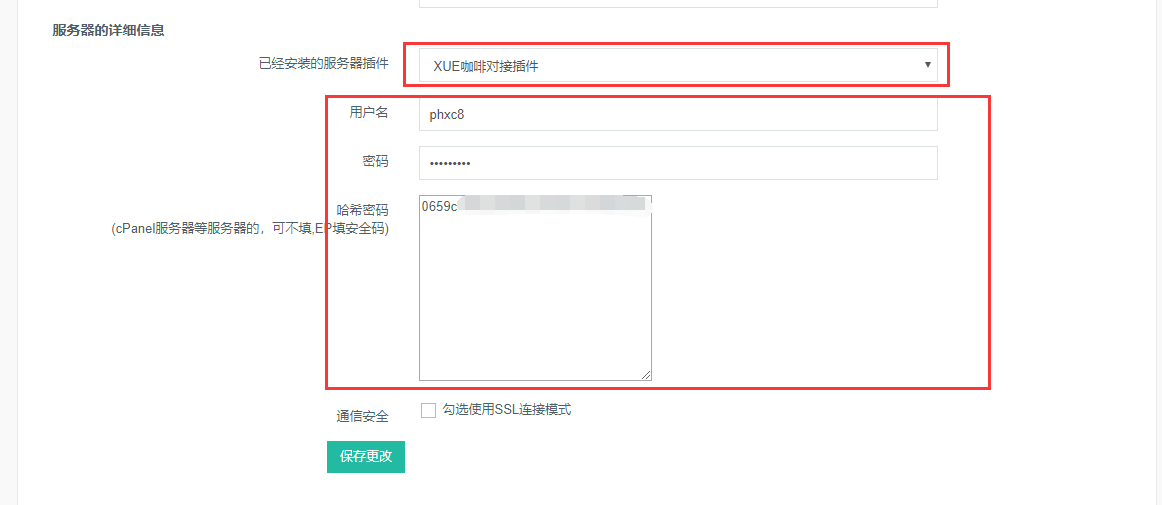 服务器的详细信息
已经安装的服务器插件
XUE咖啡对接插件
用户名
phxc8
密码
•••••••••
哈希密码
0659c
(cPanel服务器等服务器的，可不填,EP填安全码)
通信安全
勾选使用SSL连接模式
保存更改